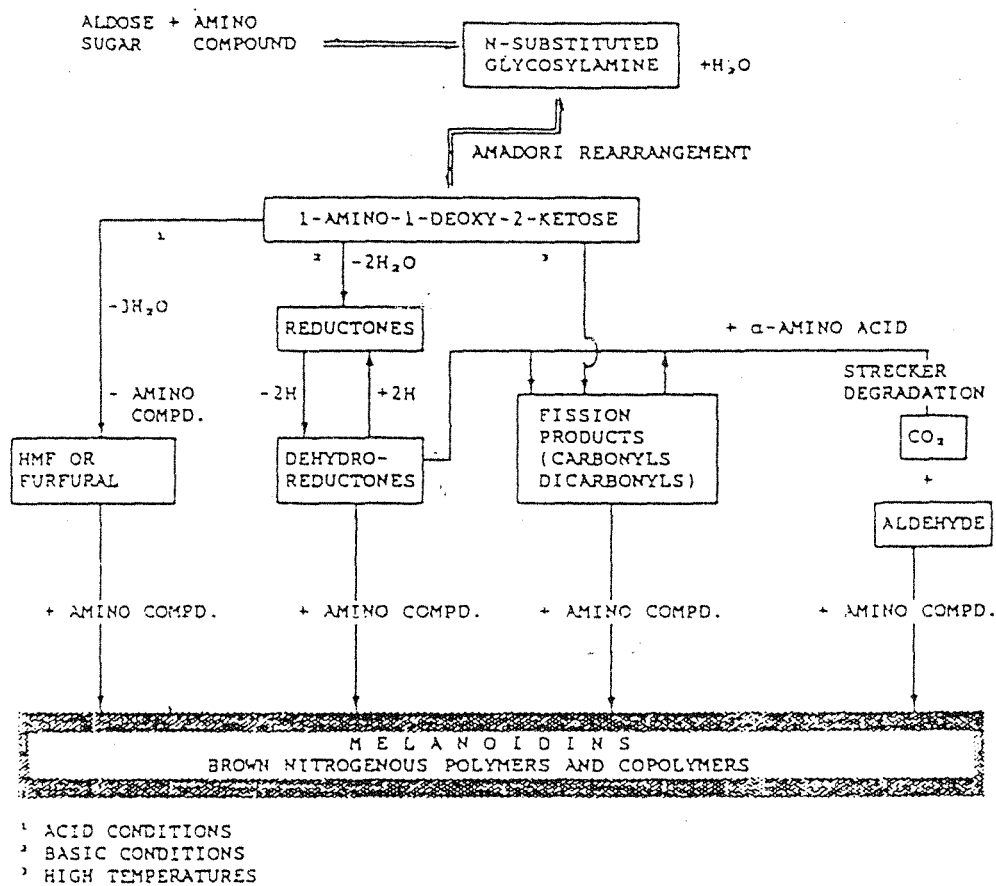 ALDOSE + AMINO
SUGAR COMPOUND
N-SUBSTITUTED
GLYCOSYLAMINE
+H₂O
AMADORI REARRANGEMENT
1-AMINO-1-DEOXY-2-KETOSE
1
2
3
-2H₂O
-3H₂O
REDUCTONES
+ α-AMINO ACID
STRECKER
DEGRADATION
- AMINO
COMPD.
-2H
+2H
FISSION
PRODUCTS
(CARBONYLS
DICARBONYLS)
CO₂
+
HMF OR
FURFURAL
DEHYDRO-
REDUCTONES
ALDEHYDE
+ AMINO COMPD.
+ AMINO COMPD.
+ AMINO COMPD.
+ AMINO COMPD.
MELANOIDINS
BROWN NITROGENOUS POLYMERS AND COPOLYMERS
¹ ACID CONDITIONS
² BASIC CONDITIONS
³ HIGH TEMPERATURES